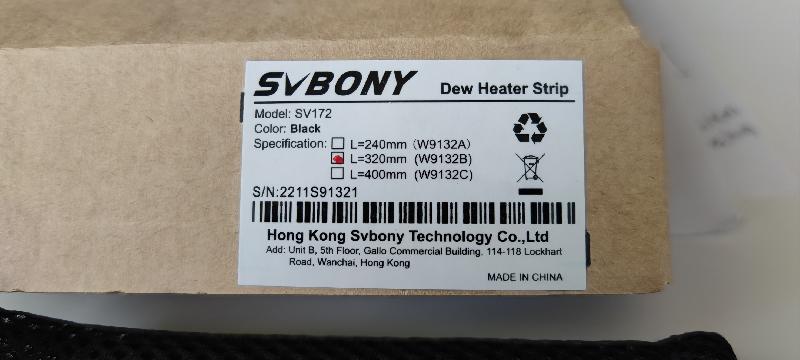 SVBONY
Dew Heater Strip
Model: SV172
Color: Black
Specification: L=240mm (W9132A)
L=320mm (W9132B)
L=400mm (W9132C)
S/N:2211S91321
Hong Kong Svbony Technology Co.,Ltd
Add: Unit B, 5th Floor, Gallo Commercial Building, 114-118 Lockhart
Road, Wanchai, Hong Kong
MADE IN CHINA